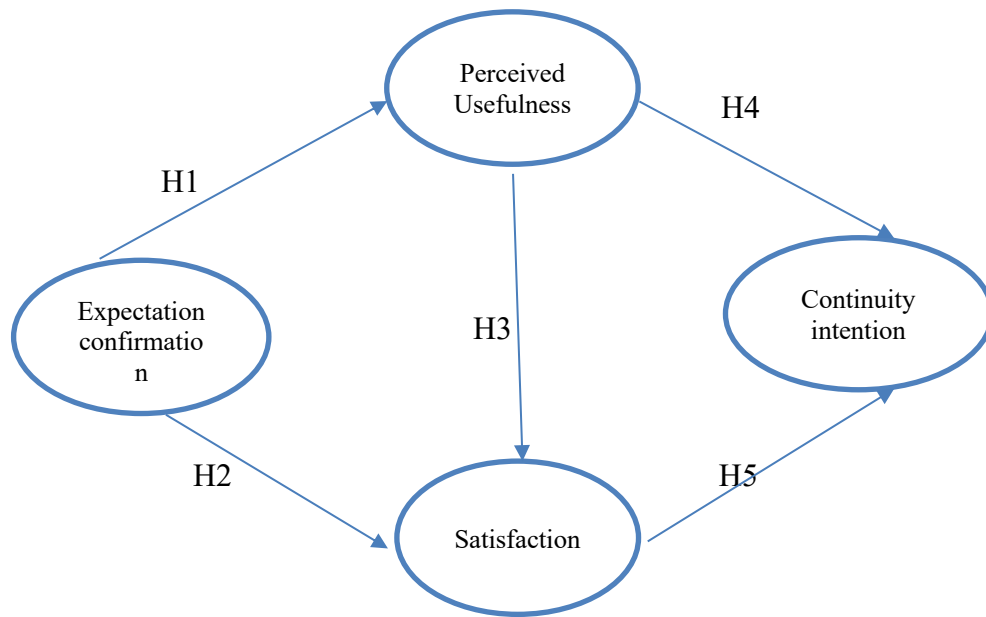 Perceived
Usefulness
H4
H1
Expectation
confirmatio
n
H3
Continuity
intention
H2
H5
Satisfaction